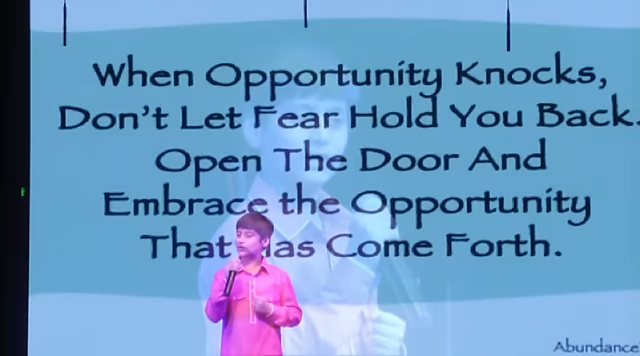 When Opportunity Knocks,
Don't Let Fear Hold You Back.
Open The Door And
Embrace the Opportunity
That Has Come Forth.
Abundance